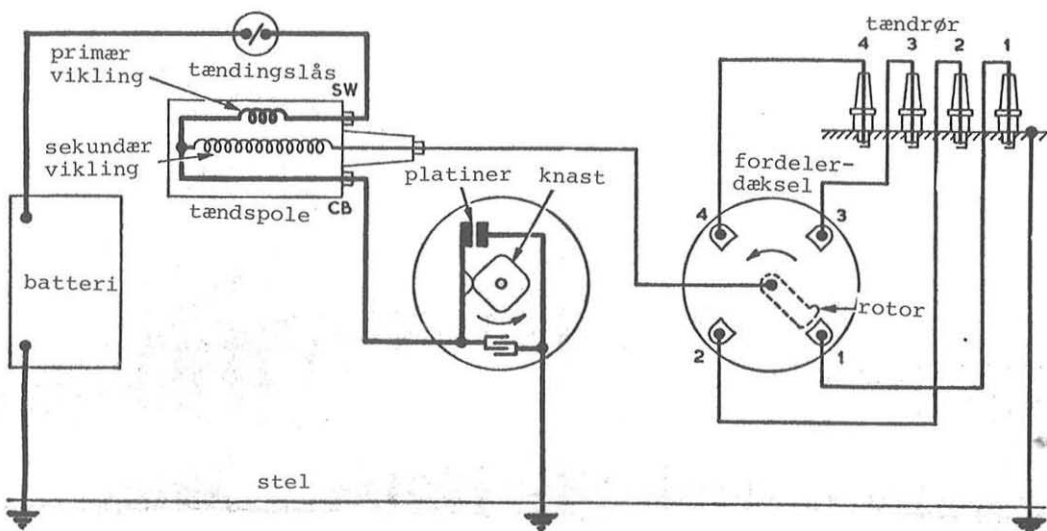 tændrør
4 3 2 1
primær
vikling
tændingslås
SW
sekundær
vikling
tændspole
CB
platiner
knast
fordeler-
dæksel
4
3
batteri
rotor
2
1
stel